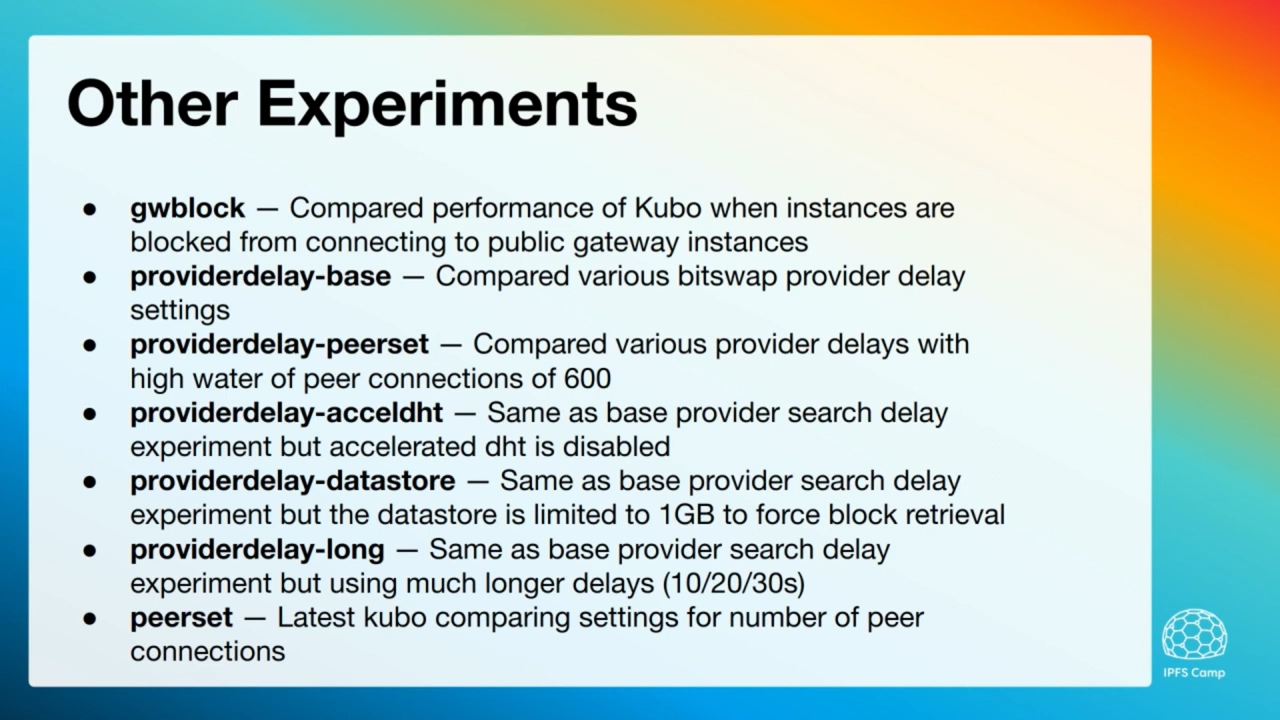 Other Experiments
● gwblock — Compared performance of Kubo when instances are
blocked from connecting to public gateway instances
● providerdelay-base — Compared various bitswap provider delay
settings
● providerdelay-peerset — Compared various provider delays with
high water of peer connections of 600
● providerdelay-acceldht — Same as base provider search delay
experiment but accelerated dht is disabled
● providerdelay-datastore — Same as base provider search delay
experiment but the datastore is limited to 1GB to force block retrieval
● providerdelay-long — Same as base provider search delay
experiment but using much longer delays (10/20/30s)
● peerset — Latest kubo comparing settings for number of peer
connections
IPFS Camp